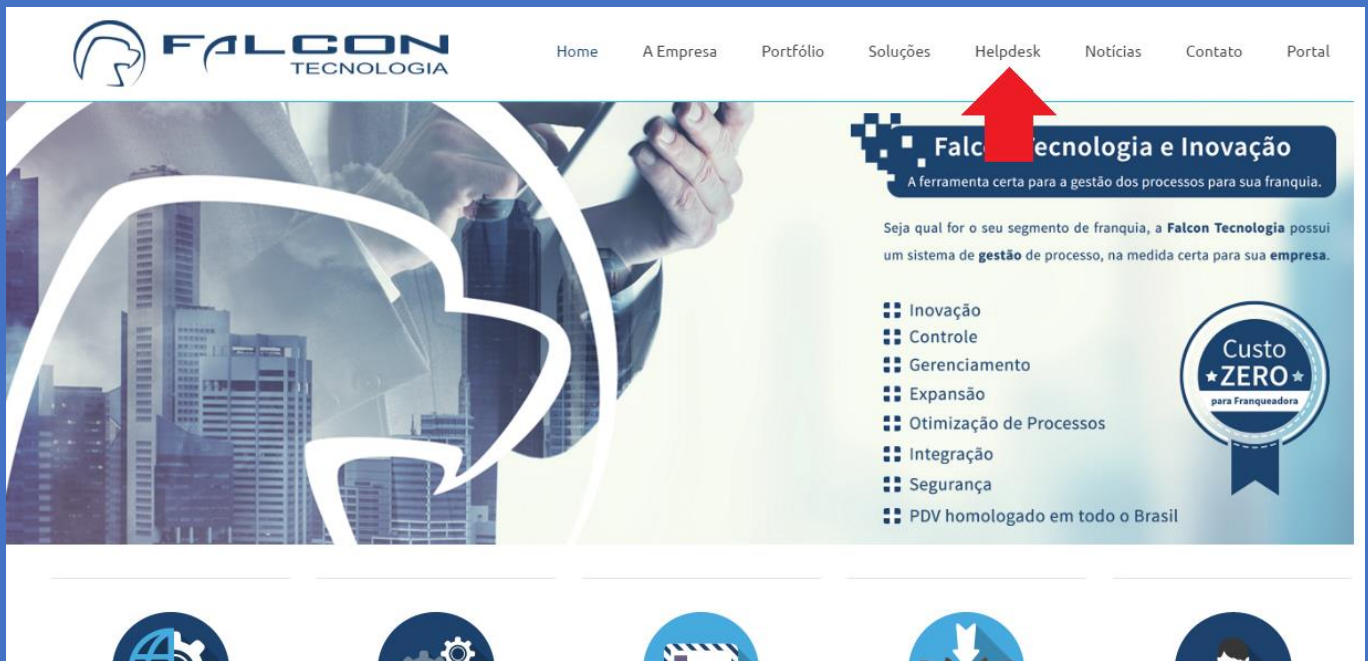 FALCON
TECNOLOGIA
Home A Empresa Portfólio Soluções Helpdesk Notícias Contato Portal
Tecnologia e Inovação
A ferramenta certa para a gestão dos processos para sua franquia.
Seja qual for o seu segmento de franquia, a Falcon Tecnologia possui
um sistema de gestão de processo, na medida certa para sua empresa.
Inovação
Controle
Gerenciamento
Expansão
Otimização de Processos
Integração
Segurança
PDV homologado em todo o Brasil
Custo
ZERO
para Franqueadora